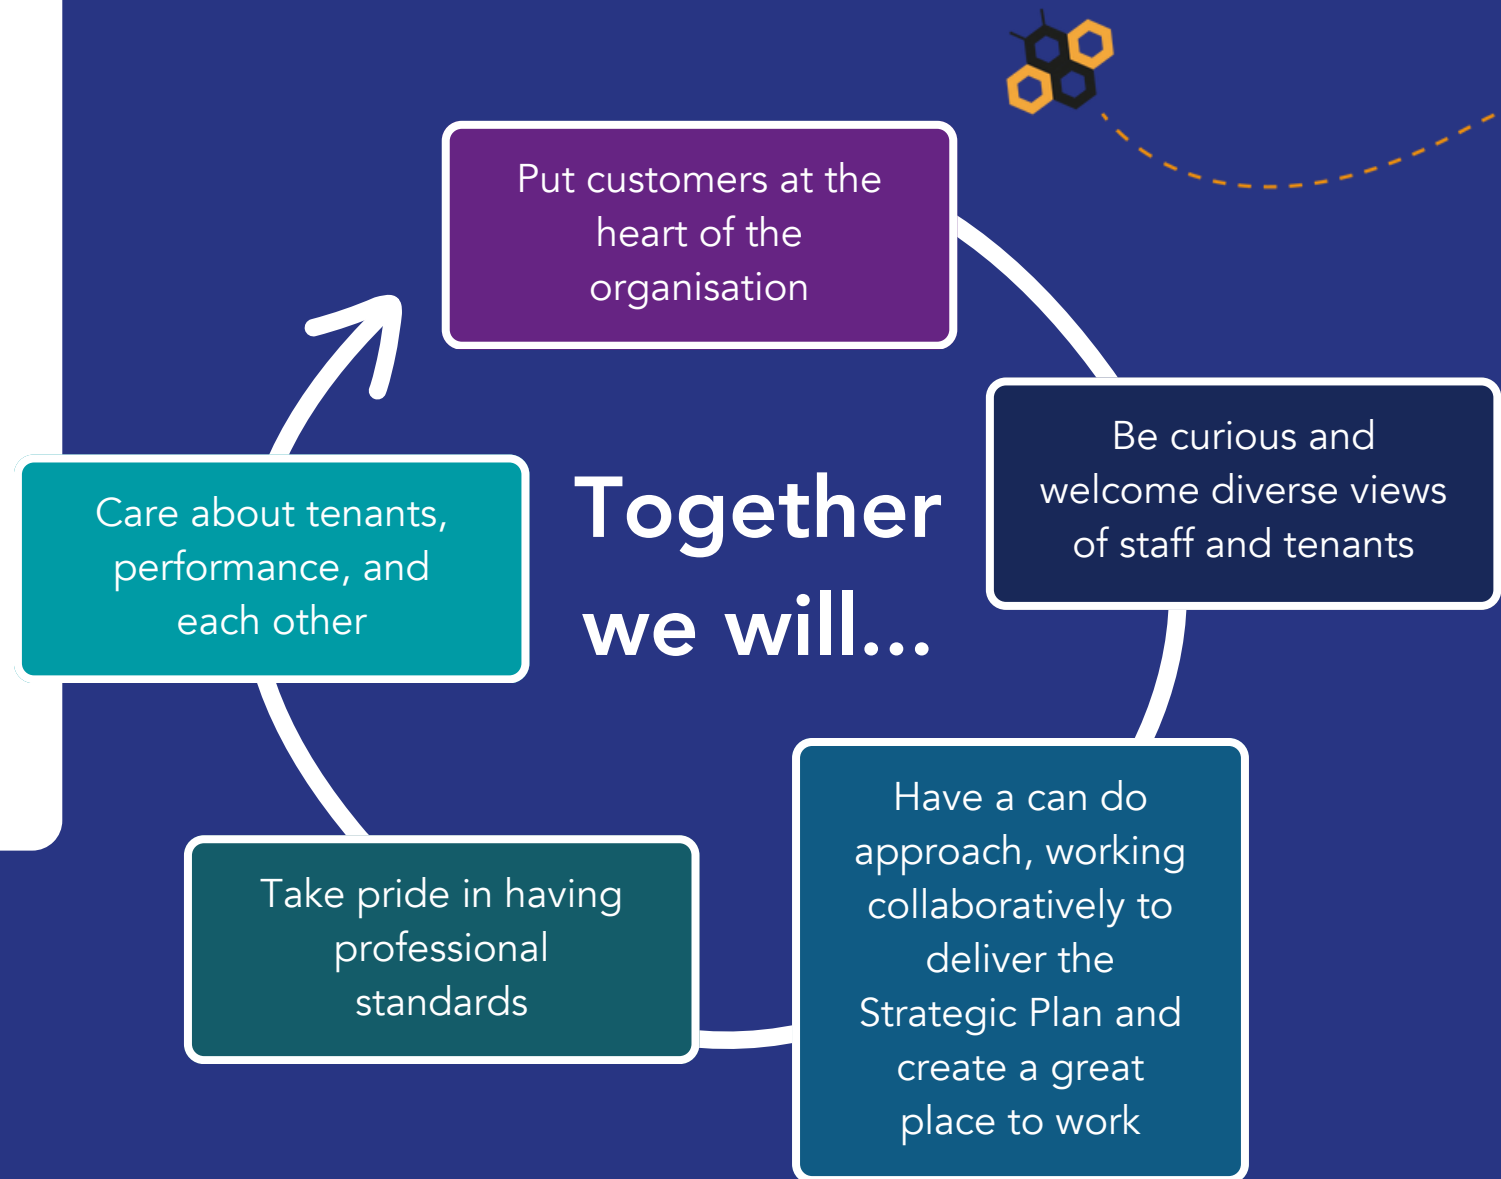 Put customers at the
heart of the
organisation
Be curious and
welcome diverse views
of staff and tenants
Together
we will...
Care about tenants,
performance, and
each other
Have a can do
approach, working
collaboratively to
deliver the
Strategic Plan and
create a great
place to work
Take pride in having
professional
standards